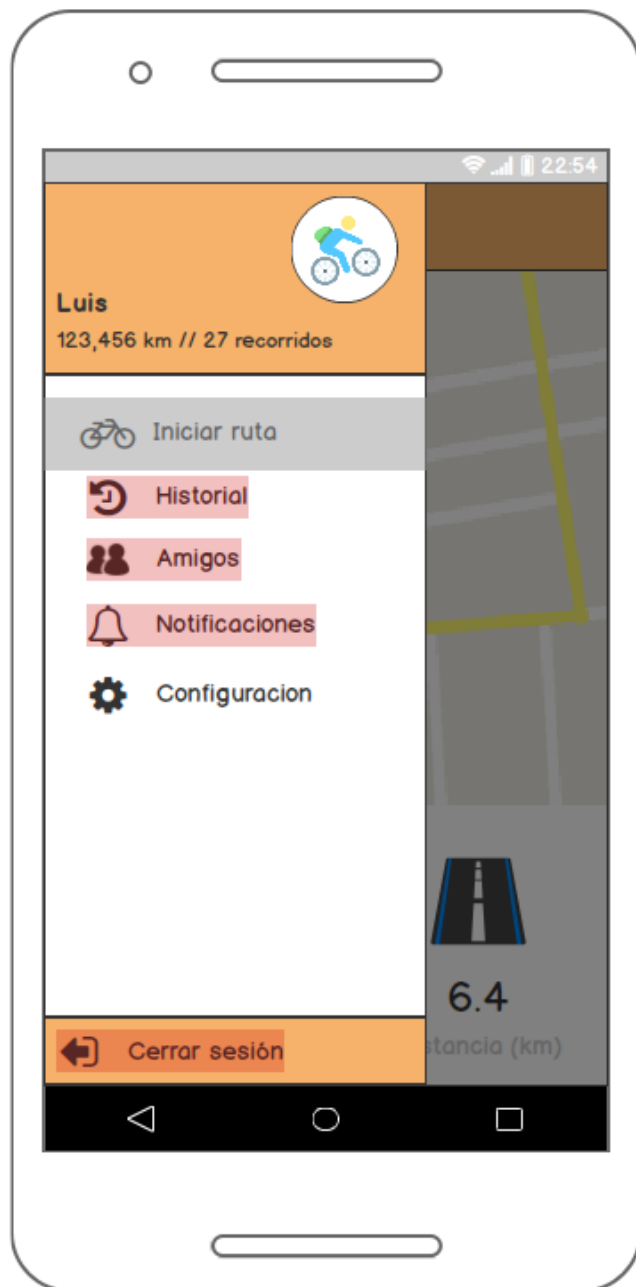 22:54
Luis
123,456 km // 27 recorridos
Iniciar ruta
Historial
Amigos
Notificaciones
Configuracion
6.4
stancia (km)
Cerrar sesión